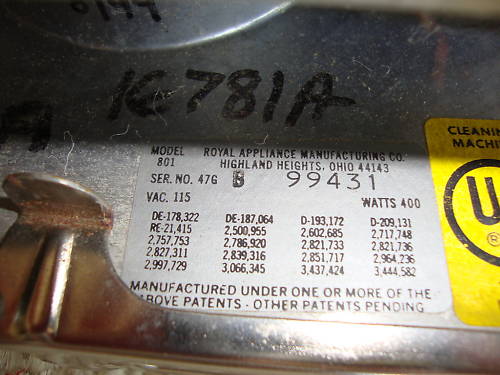 0144
1C781A
MODEL ROYAL APPLIANCE MANUFACTURING CO.
801 HIGHLAND HEIGHTS, OHIO 44143
SER. NO. 47G B 99431
VAC. 115 WATTS 400
DE-178,322 DE-187,064 D-193,172 D-209,131
RE-21,415 2,500,955 2,602,685 2,717,748
2,757,753 2,786,920 2,821,733 2,821,736
2,827,311 2,839,316 2,851,717 2,964,236
2,997,729 3,066,345 3,437,424 3,444,582
MANUFACTURED UNDER ONE OR MORE OF THE
ABOVE PATENTS - OTHER PATENTS PENDING
CLEANING
MACHIN
U
®